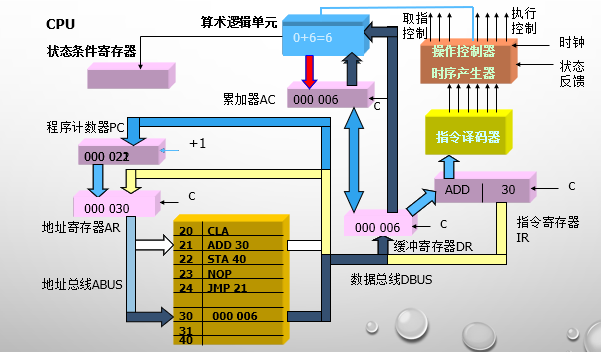 CPU
算术逻辑单元
0+6=6
取指
控制
执行
控制
操作控制器
时序产生器
时钟
状态
反馈
状态条件寄存器
累加器AC
000 006
C
指令译码器
程序计数器PC
+1
000 022
ADD 30
C
000 030
C
000 006
C
地址寄存器AR
缓冲寄存器DR
指令寄存器
IR
地址总线ABUS
数据总线DBUS
20 CLA
21 ADD 30
22 STA 40
23 NOP
24 JMP 21
30 000 006
31
40